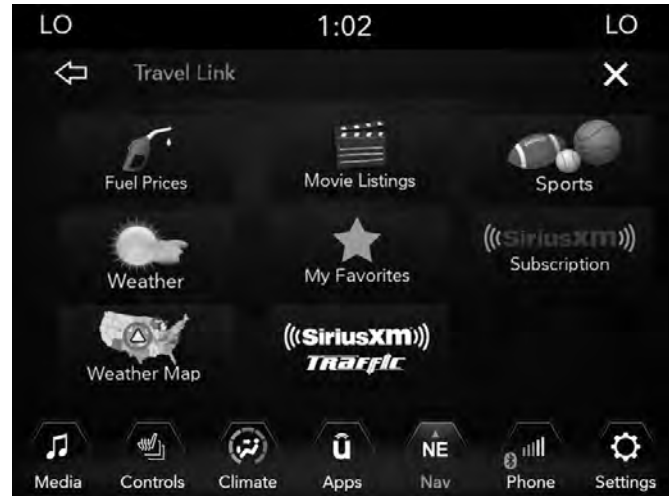 LO 1:02 LO
Travel Link
Fuel Prices Movie Listings Sports
((SiriusXM))
Weather My Favorites Subscription
Weather Map ((SiriusXM))
Traffic
û NE
Media Controls Climate Apps Nav Phone Settings